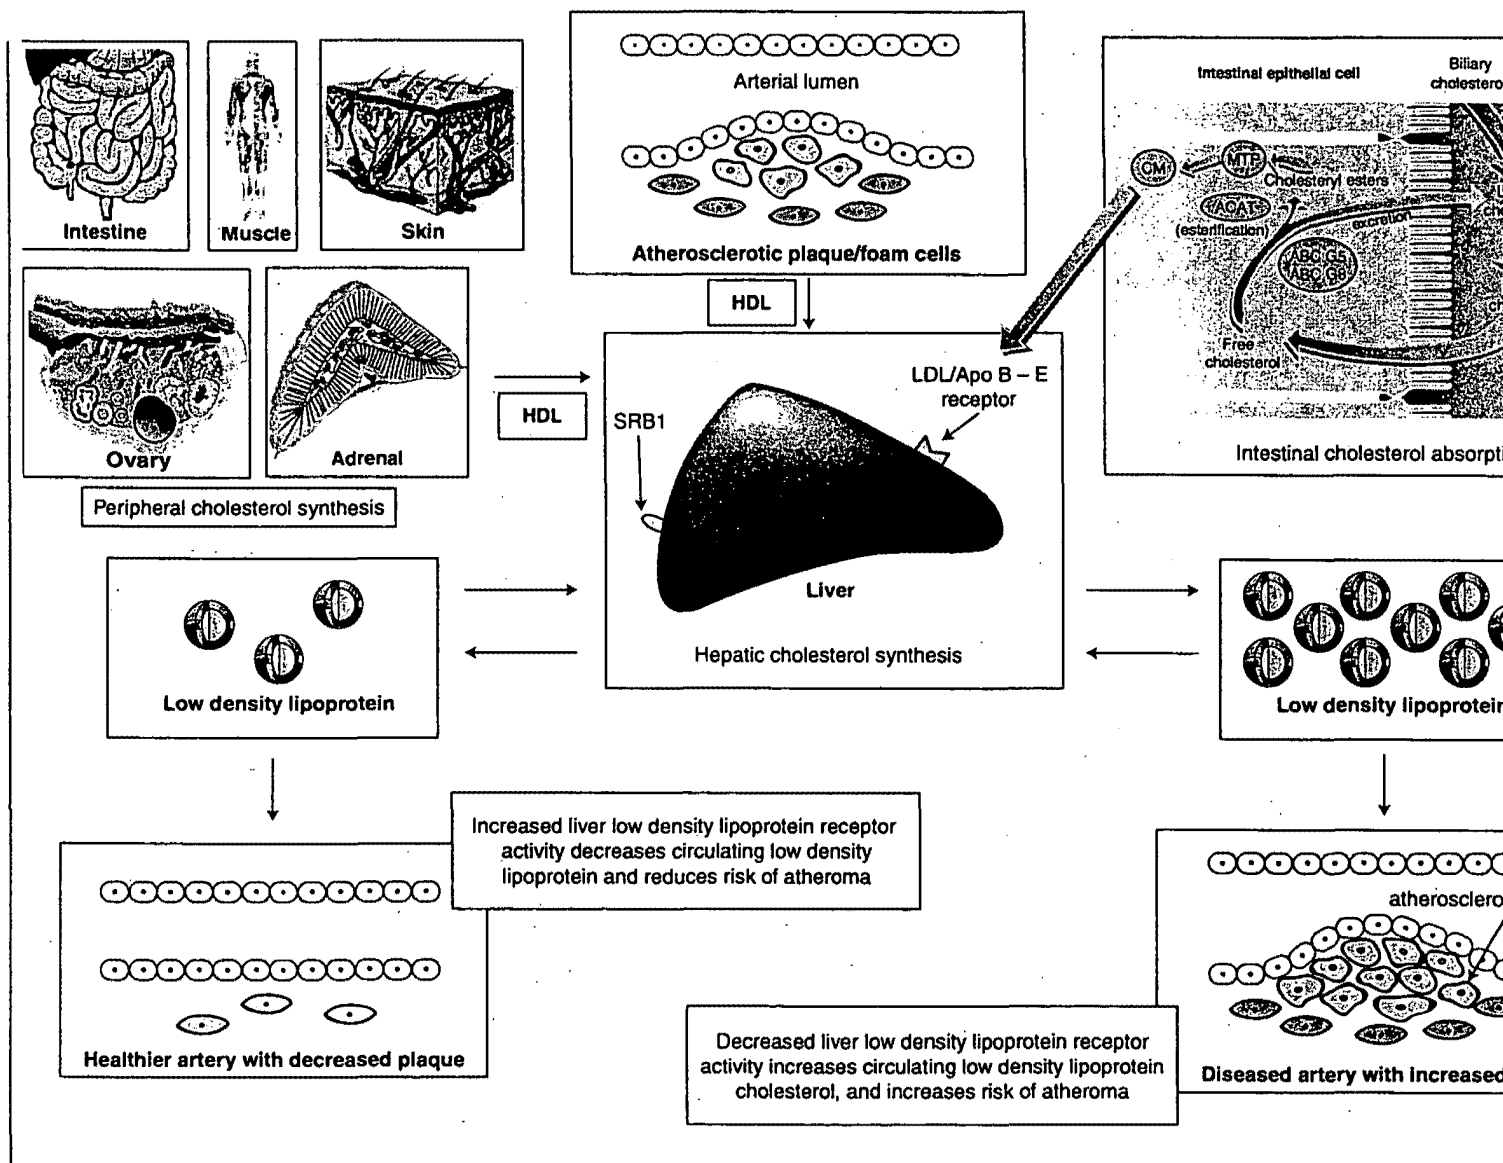 Intestine
Muscle
Skin
Arterial lumen
Atherosclerotic plaque/foam cells
Intestinal epithelial cell
Biliary
CM
MTP
Cholesteryl esters
ACAT
(esterification)
excretion
ABC G5
ABC G8
Free
cholesterol
HDL
Ovary
Adrenal
HDL
SRB1
LDL/Apo B – E
receptor
Peripheral cholesterol synthesis
Liver
Hepatic cholesterol synthesis
Low density lipoprotein
Low density
Intestinal cholesterol
Increased liver low density lipoprotein receptor
activity decreases circulating low density
lipoprotein and reduces risk of atheroma
Healthier artery with decreased plaque
Decreased liver low density lipoprotein receptor
activity increases circulating low density lipoprotein
cholesterol, and increases risk of atheroma
Diseased artery with increased